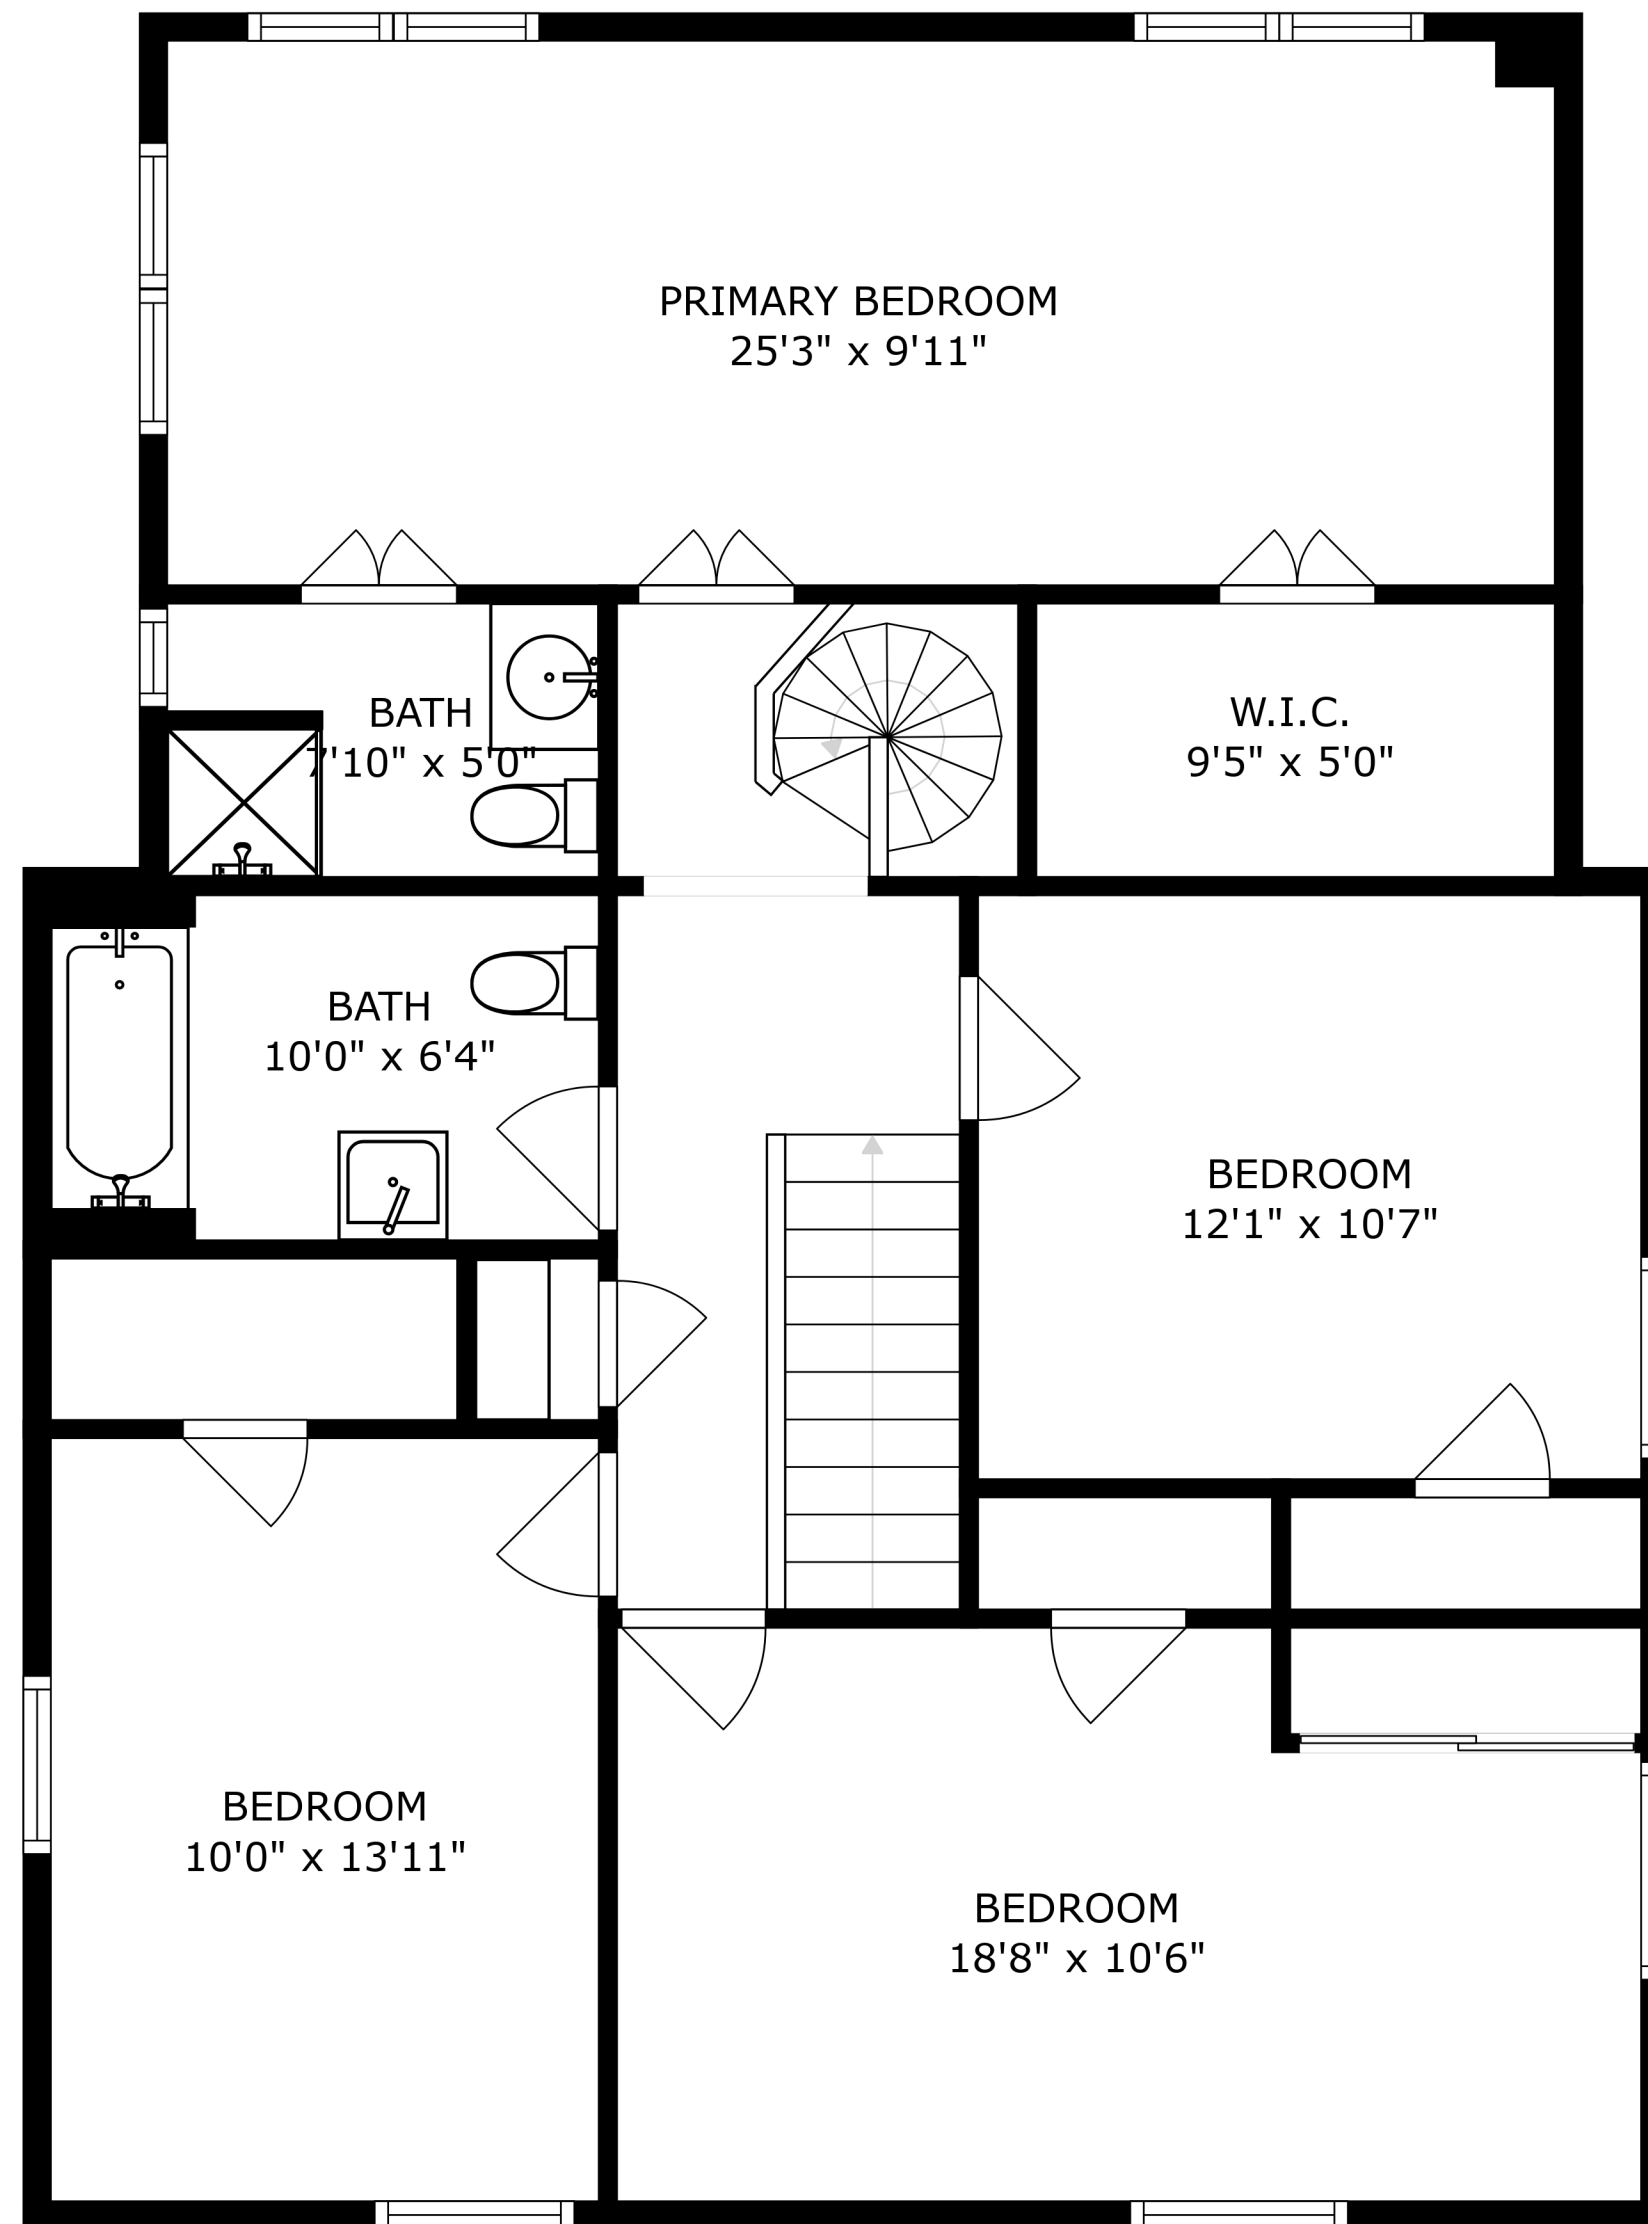 PRIMARY BEDROOM
25'3" x 9'11"
BATH
7'10" x 5'0"
W.I.C.
9'5" x 5'0"
BATH
10'0" x 6'4"
BEDROOM
12'1" x 10'7"
BEDROOM
10'0" x 13'11"
BEDROOM
18'8" x 10'6"